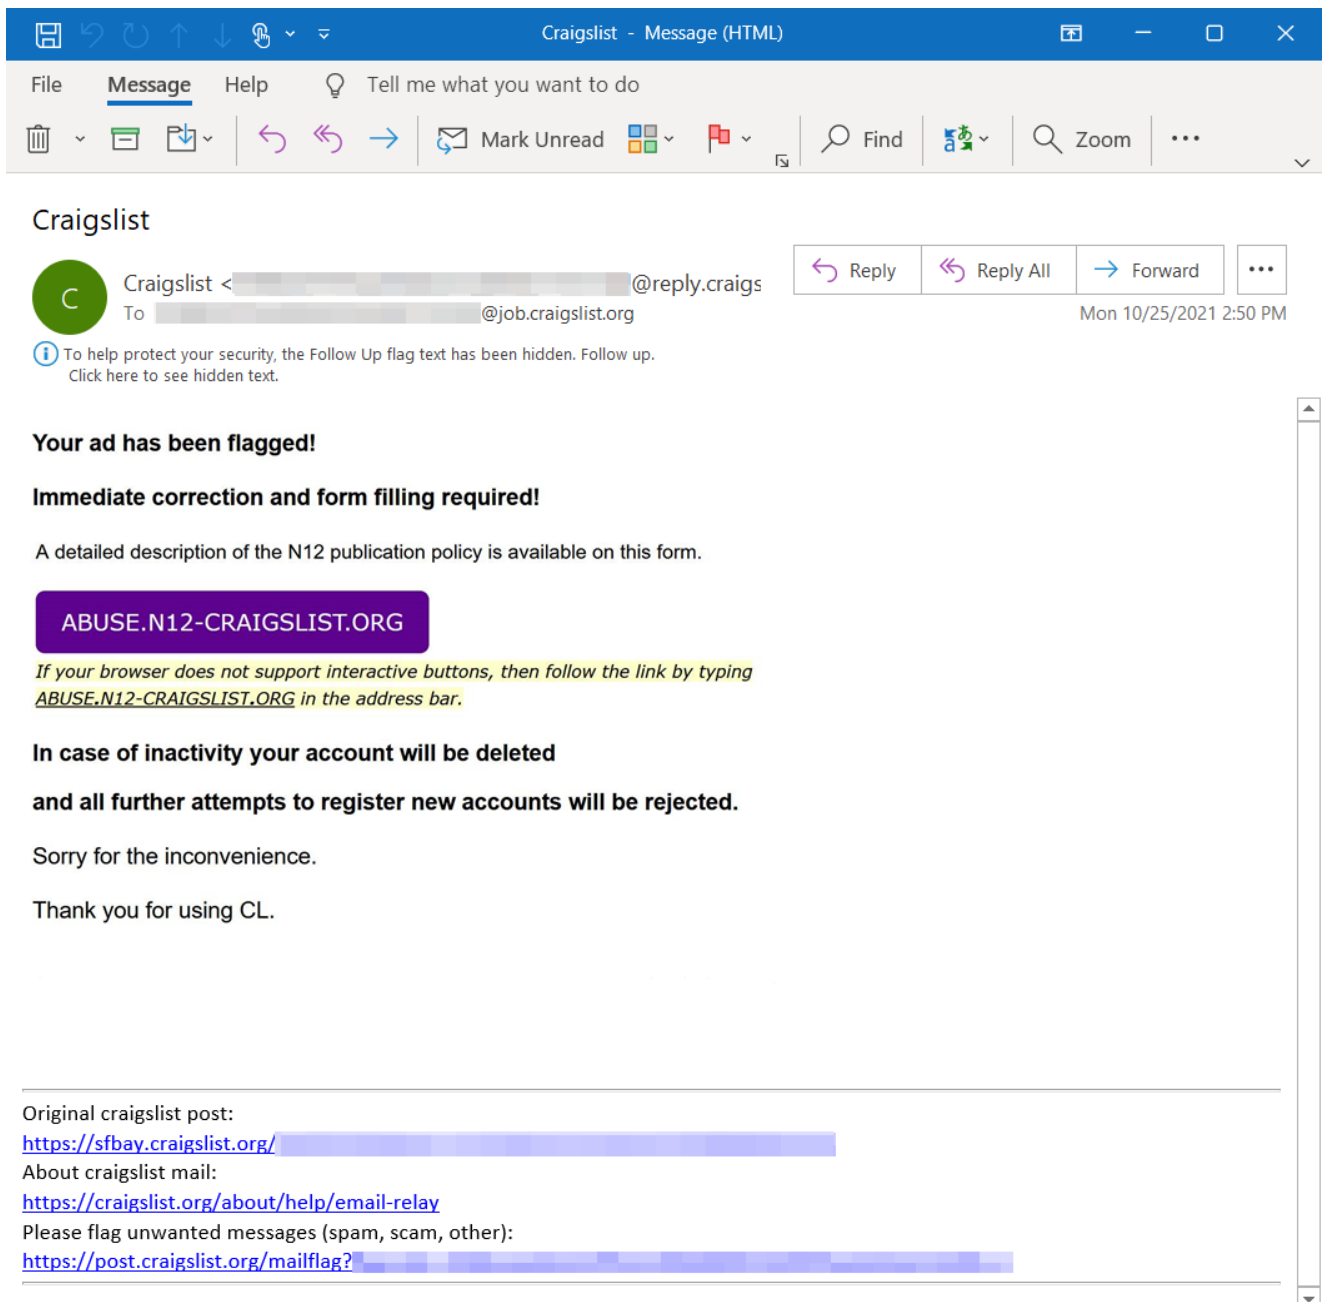 Craigslist - Message (HTML)
File Message Help Tell me what you want to do
Mark Unread Find Zoom
Craigslist
C
Craigslist < @reply.craigs
To @job.craigslist.org
Reply Reply All Forward
Mon 10/25/2021 2:50 PM
To help protect your security, the Follow Up flag text has been hidden. Follow up.
Click here to see hidden text.
Your ad has been flagged!
Immediate correction and form filling required!
A detailed description of the N12 publication policy is available on this form.
ABUSE.N12-CRAIGSLIST.ORG
If your browser does not support interactive buttons, then follow the link by typing
ABUSE.N12-CRAIGSLIST.ORG in the address bar.
In case of inactivity your account will be deleted
and all further attempts to register new accounts will be rejected.
Sorry for the inconvenience.
Thank you for using CL.
Original craigslist post:
https://sfbay.craigslist.org/
About craigslist mail:
https://craigslist.org/about/help/email-relay
Please flag unwanted messages (spam, scam, other):
https://post.craigslist.org/mailflag?